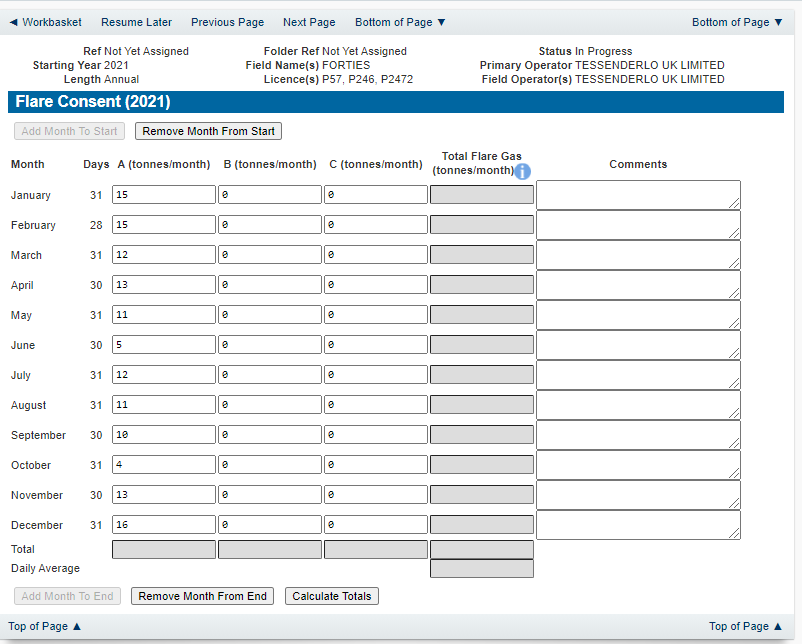 ◄ Workbasket Resume Later Previous Page Next Page Bottom of Page ▼ Bottom of Page ▼
Ref Not Yet Assigned Folder Ref Not Yet Assigned Status In Progress
Starting Year 2021 Field Name(s) FORTIES Primary Operator TESSENDERLO UK LIMITED
Length Annual Licence(s) P57, P246, P2472 Field Operator(s) TESSENDERLO UK LIMITED
Flare Consent (2021)
Add Month To Start Remove Month From Start
Month Days A (tonnes/month) B (tonnes/month) C (tonnes/month) Total Flare Gas (tonnes/month) i Comments
January 31 15 0 0
February 28 15 0 0
March 31 12 0 0
April 30 13 0 0
May 31 11 0 0
June 30 5 0 0
July 31 12 0 0
August 31 11 0 0
September 30 10 0 0
October 31 4 0 0
November 30 13 0 0
December 31 16 0 0
Total
Daily Average
Add Month To End Remove Month From End Calculate Totals
Top of Page ▲ Top of Page ▲